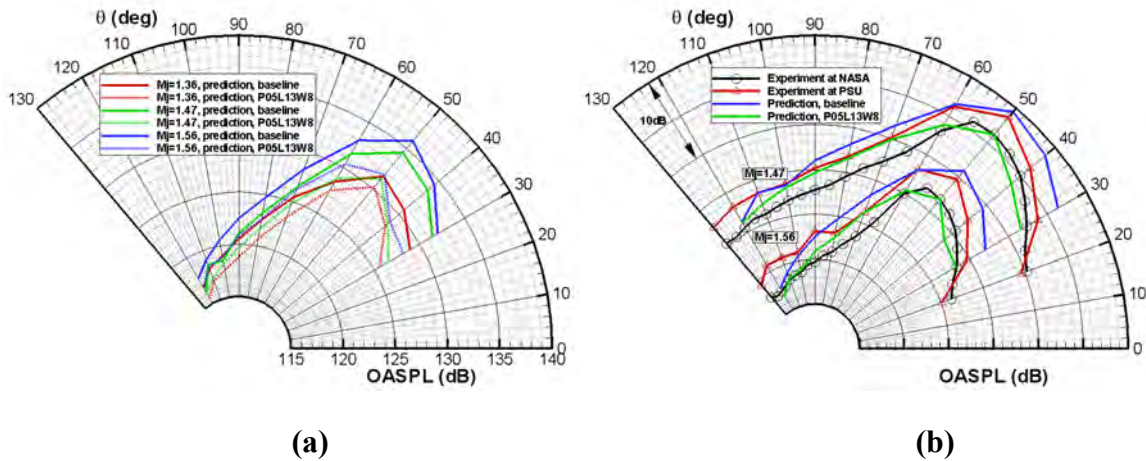 θ (deg)
90
80
70
60
50
40
30
20
10
0
100
110
120
130
Mj=1.36, prediction, baseline
Mj=1.36, prediction, P05L13W8
Mj=1.47, prediction, baseline
Mj=1.47, prediction, P05L13W8
Mj=1.56, prediction, baseline
Mj=1.56, prediction, P05L13W8
115 120 125 130 135 140
OASPL (dB)
(a)
θ (deg)
90
80
70
60
50
40
30
20
10
0
100
110
120
130
Experiment at NASA
Experiment at PSU
Prediction, baseline
Prediction, P05L13W8
10dB
Mj=1.47
Mj=1.56
OASPL (dB)
(b)